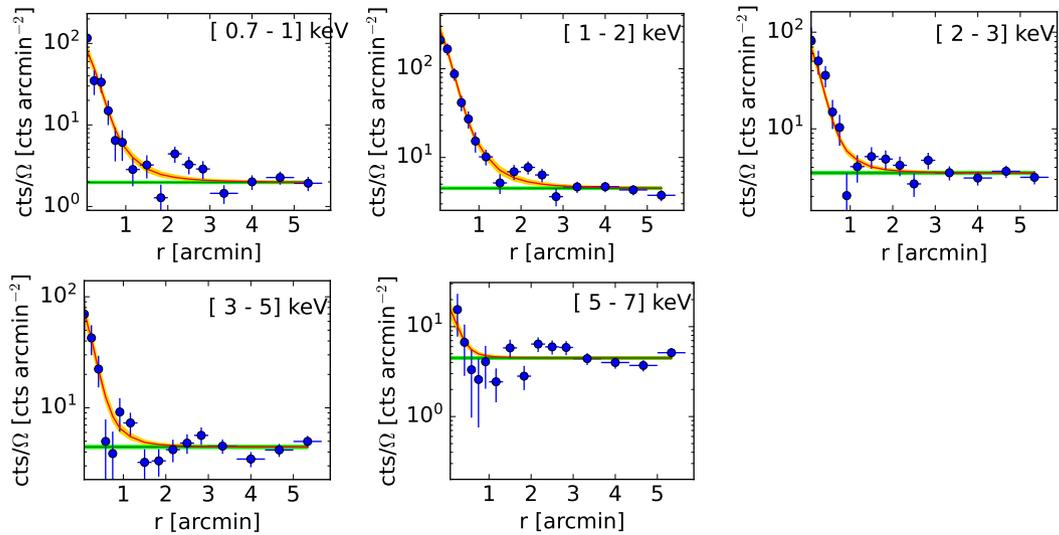 [ 0.7 - 1] keV
cts/Ω [cts arcmin⁻²]
10²
10¹
10⁰
1 2 3 4 5
r [arcmin]
[ 1 - 2] keV
cts/Ω [cts arcmin⁻²]
10²
10¹
1 2 3 4 5
r [arcmin]
[ 2 - 3] keV
cts/Ω [cts arcmin⁻²]
10²
10¹
1 2 3 4 5
r [arcmin]
[ 3 - 5] keV
cts/Ω [cts arcmin⁻²]
10²
10¹
1 2 3 4 5
r [arcmin]
[ 5 - 7] keV
cts/Ω [cts arcmin⁻²]
10¹
10⁰
1 2 3 4 5
r [arcmin]